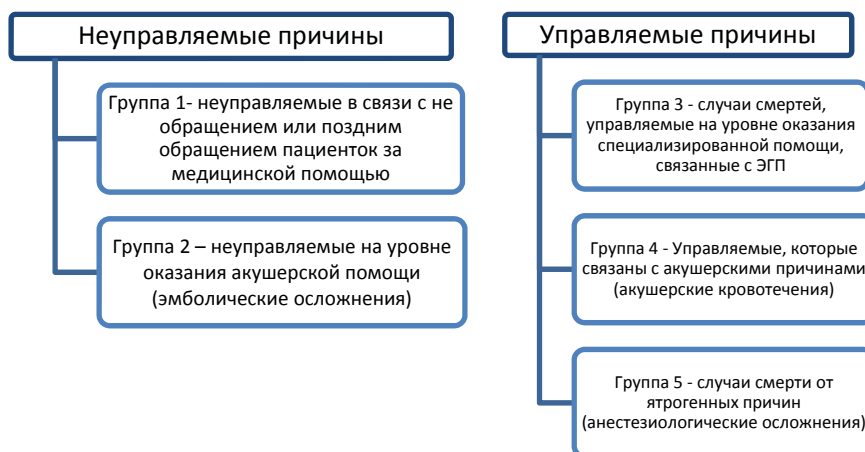 Неуправляемые причины
Группа 1- неуправляемые в связи с не
обращением или поздним
обращением пациенток за
медицинской помощью
Группа 2 – неуправляемые на уровне
оказания акушерской помощи
(эмболические осложнения)
Управляемые причины
Группа 3 - случаи смертей,
управляемые на уровне оказания
специализированной помощи,
связанные с ЭГП
Группа 4 - Управляемые, которые
связаны с акушерскими причинами
(акушерские кровотечения)
Группа 5 - случаи смерти от
ятрогенных причин
(анестезиологические осложнения)